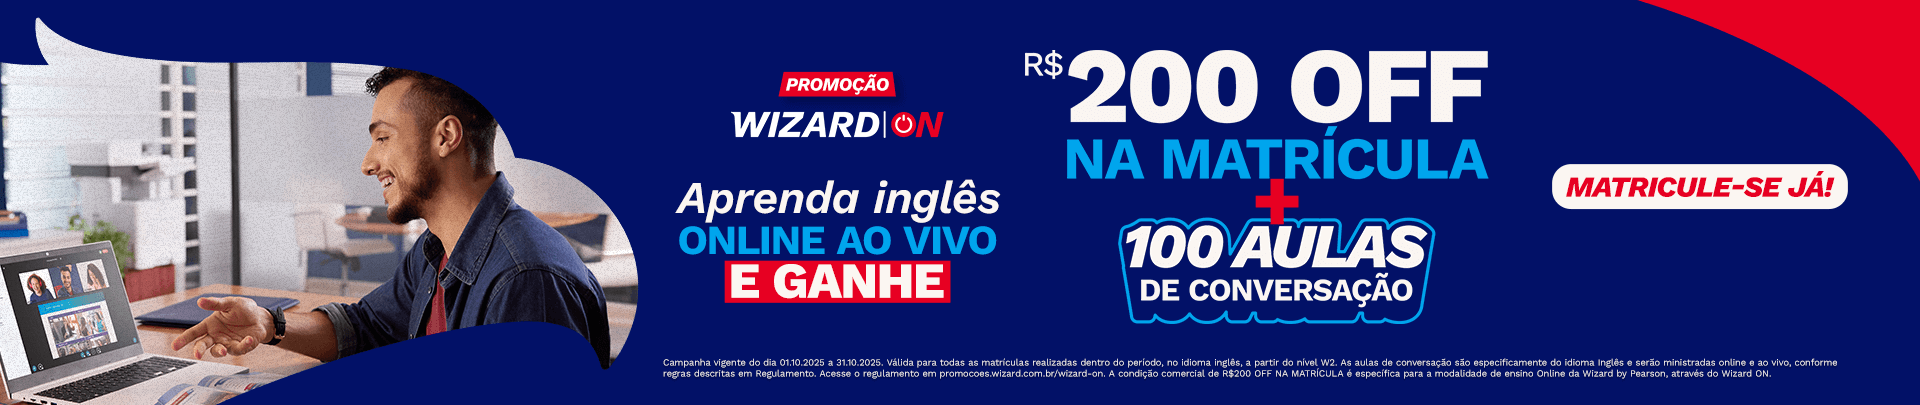 PROMOÇÃO
WIZARD|ON
Aprenda inglês
ONLINE AO VIVO
E GANHE
R$200 OFF
NA MATRÍCULA
+
100 AULAS
DE CONVERSAÇÃO
MATRICULE-SE JÁ!
Campanha vigente do dia 01.10.2025 a 31.10.2025. Válida para todas as matrículas realizadas dentro do período, no idioma inglês, a partir do nível W2. As aulas de conversação são especificamente do idioma Inglês e serão ministradas online e ao vivo, conforme
regras descritas em Regulamento. Acesse o regulamento em promocoes.wizard.com.br/wizard-on. A condição comercial de R$200 OFF NA MATRÍCULA é específica para a modalidade de ensino Online da Wizard by Pearson, através do Wizard ON.